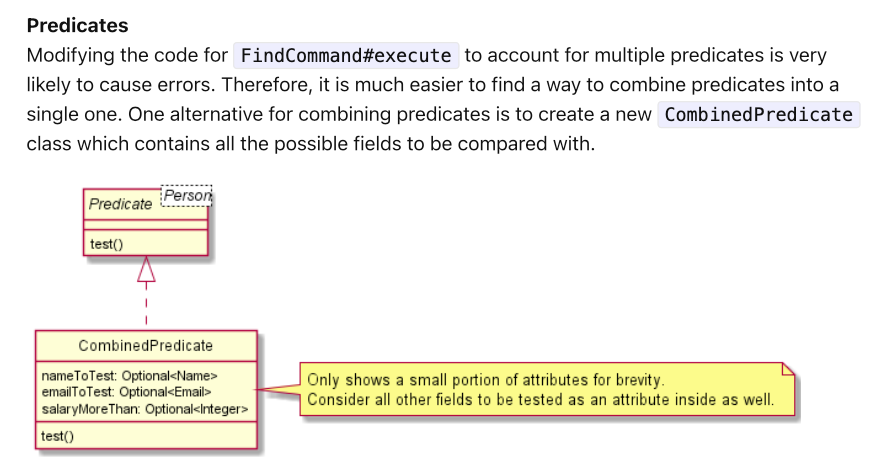 Predicates
Modifying the code for FindCommand#execute to account for multiple predicates is very
likely to cause errors. Therefore, it is much easier to find a way to combine predicates into a
single one. One alternative for combining predicates is to create a new CombinedPredicate
class which contains all the possible fields to be compared with.
Predicate
Person
test()
CombinedPredicate
nameToTest: Optional<Name>
emailToTest: Optional<Email>
salaryMoreThan: Optional<Integer>
test()
Only shows a small portion of attributes for brevity.
Consider all other fields to be tested as an attribute inside as well.